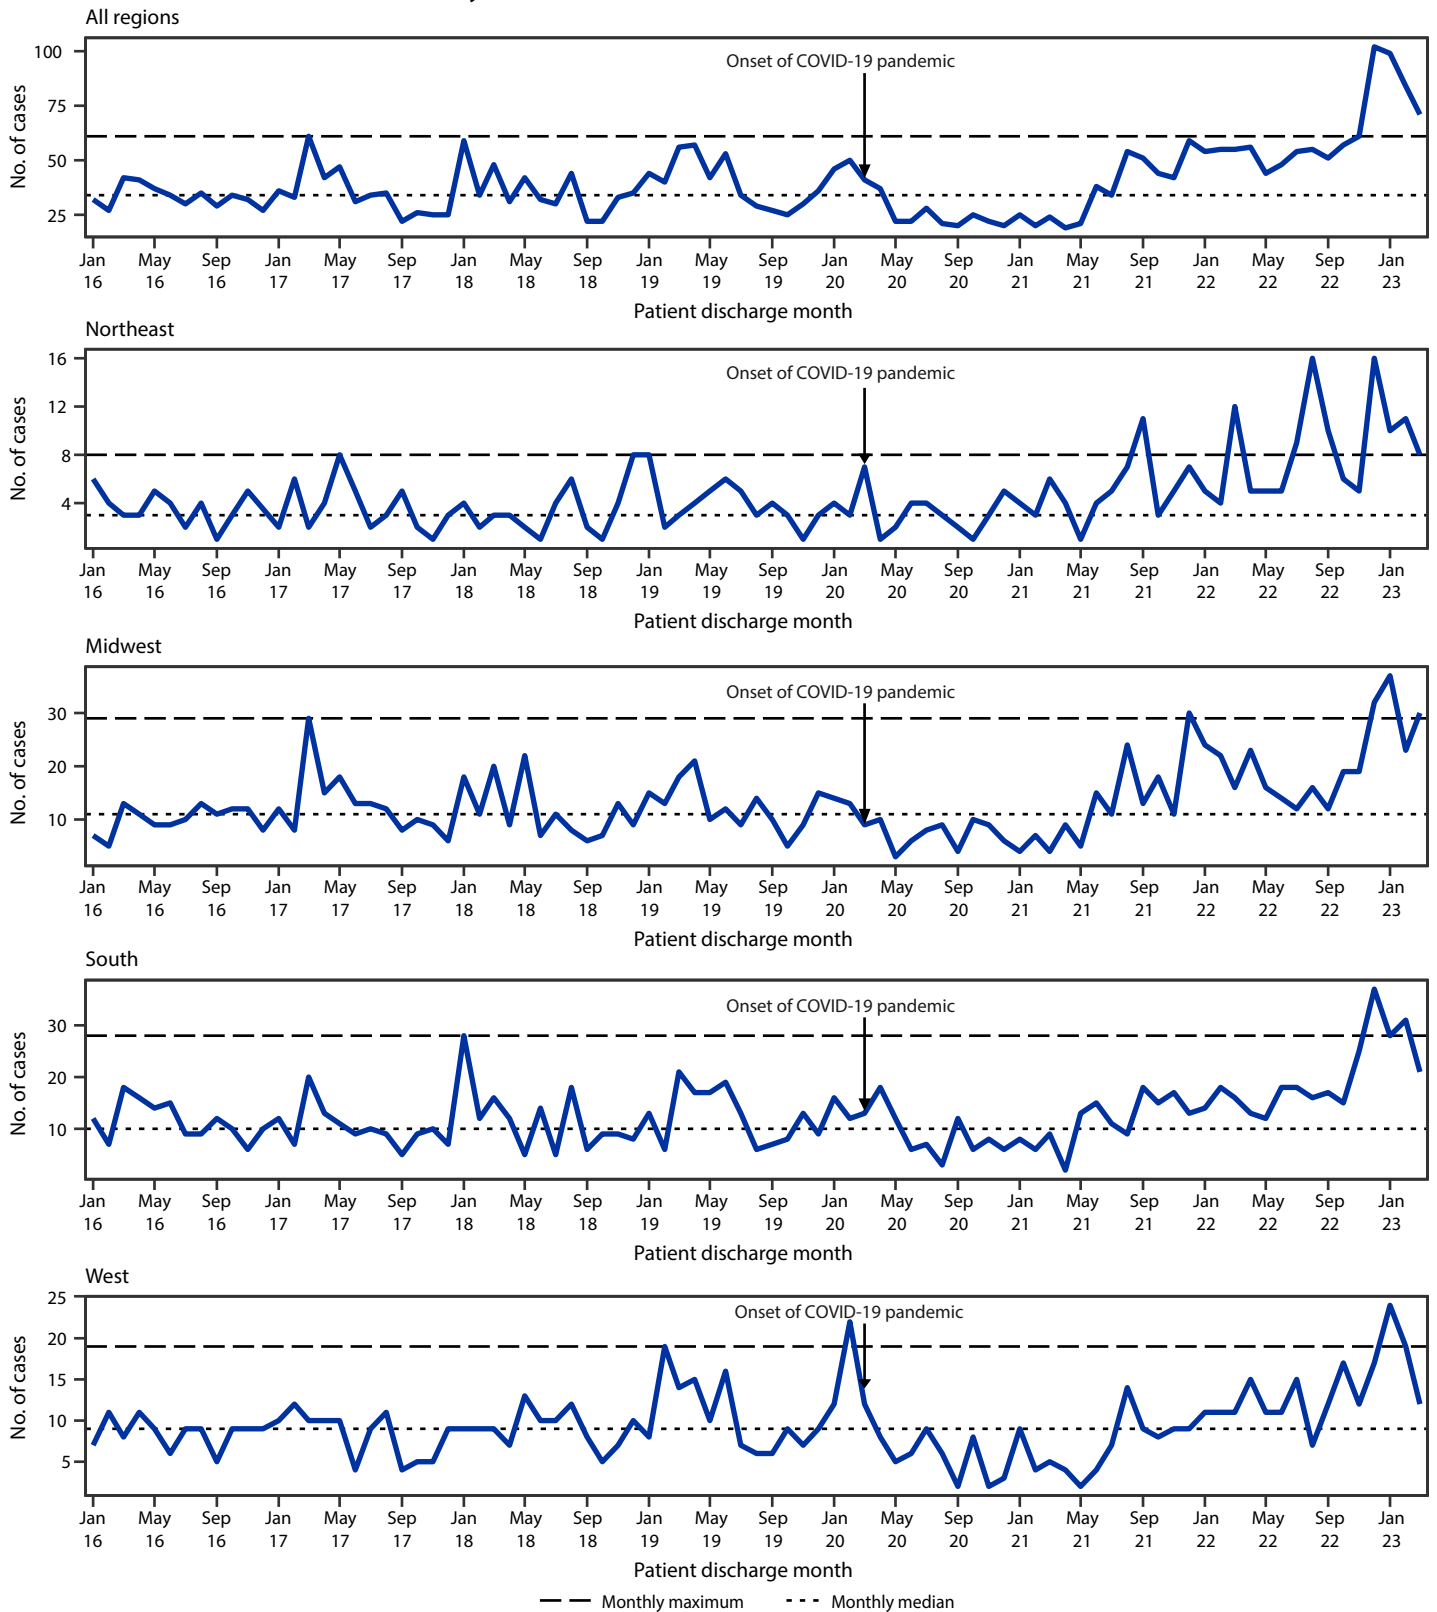 All regions
No. of cases
100
75
50
25
Onset of COVID-19 pandemic
Jan May Sep Jan May Sep Jan May Sep Jan May Sep Jan May Sep Jan May Sep Jan May Sep Jan
16 16 16 17 17 17 18 18 18 19 19 19 20 20 20 21 21 21 22 22 22 23
Patient discharge month
Northeast
No. of cases
16
12
8
4
Onset of COVID-19 pandemic
Jan May Sep Jan May Sep Jan May Sep Jan May Sep Jan May Sep Jan May Sep Jan May Sep Jan
16 16 16 17 17 17 18 18 18 19 19 19 20 20 20 21 21 21 22 22 22 23
Patient discharge month
Midwest
No. of cases
30
20
10
Onset of COVID-19 pandemic
Jan May Sep Jan May Sep Jan May Sep Jan May Sep Jan May Sep Jan May Sep Jan May Sep Jan
16 16 16 17 17 17 18 18 18 19 19 19 20 20 20 21 21 21 22 22 22 23
Patient discharge month
South
No. of cases
30
20
10
Onset of COVID-19 pandemic
Jan May Sep Jan May Sep Jan May Sep Jan May Sep Jan May Sep Jan May Sep Jan May Sep Jan
16 16 16 17 17 17 18 18 18 19 19 19 20 20 20 21 21 21 22 22 22 23
Patient discharge month
West
No. of cases
25
20
15
10
5
Onset of COVID-19 pandemic
Jan May Sep Jan May Sep Jan May Sep Jan May Sep Jan May Sep Jan May Sep Jan May Sep Jan
16 16 16 17 17 17 18 18 18 19 19 19 20 20 20 21 21 21 22 22 22 23
Patient discharge month
Monthly maximum Monthly median